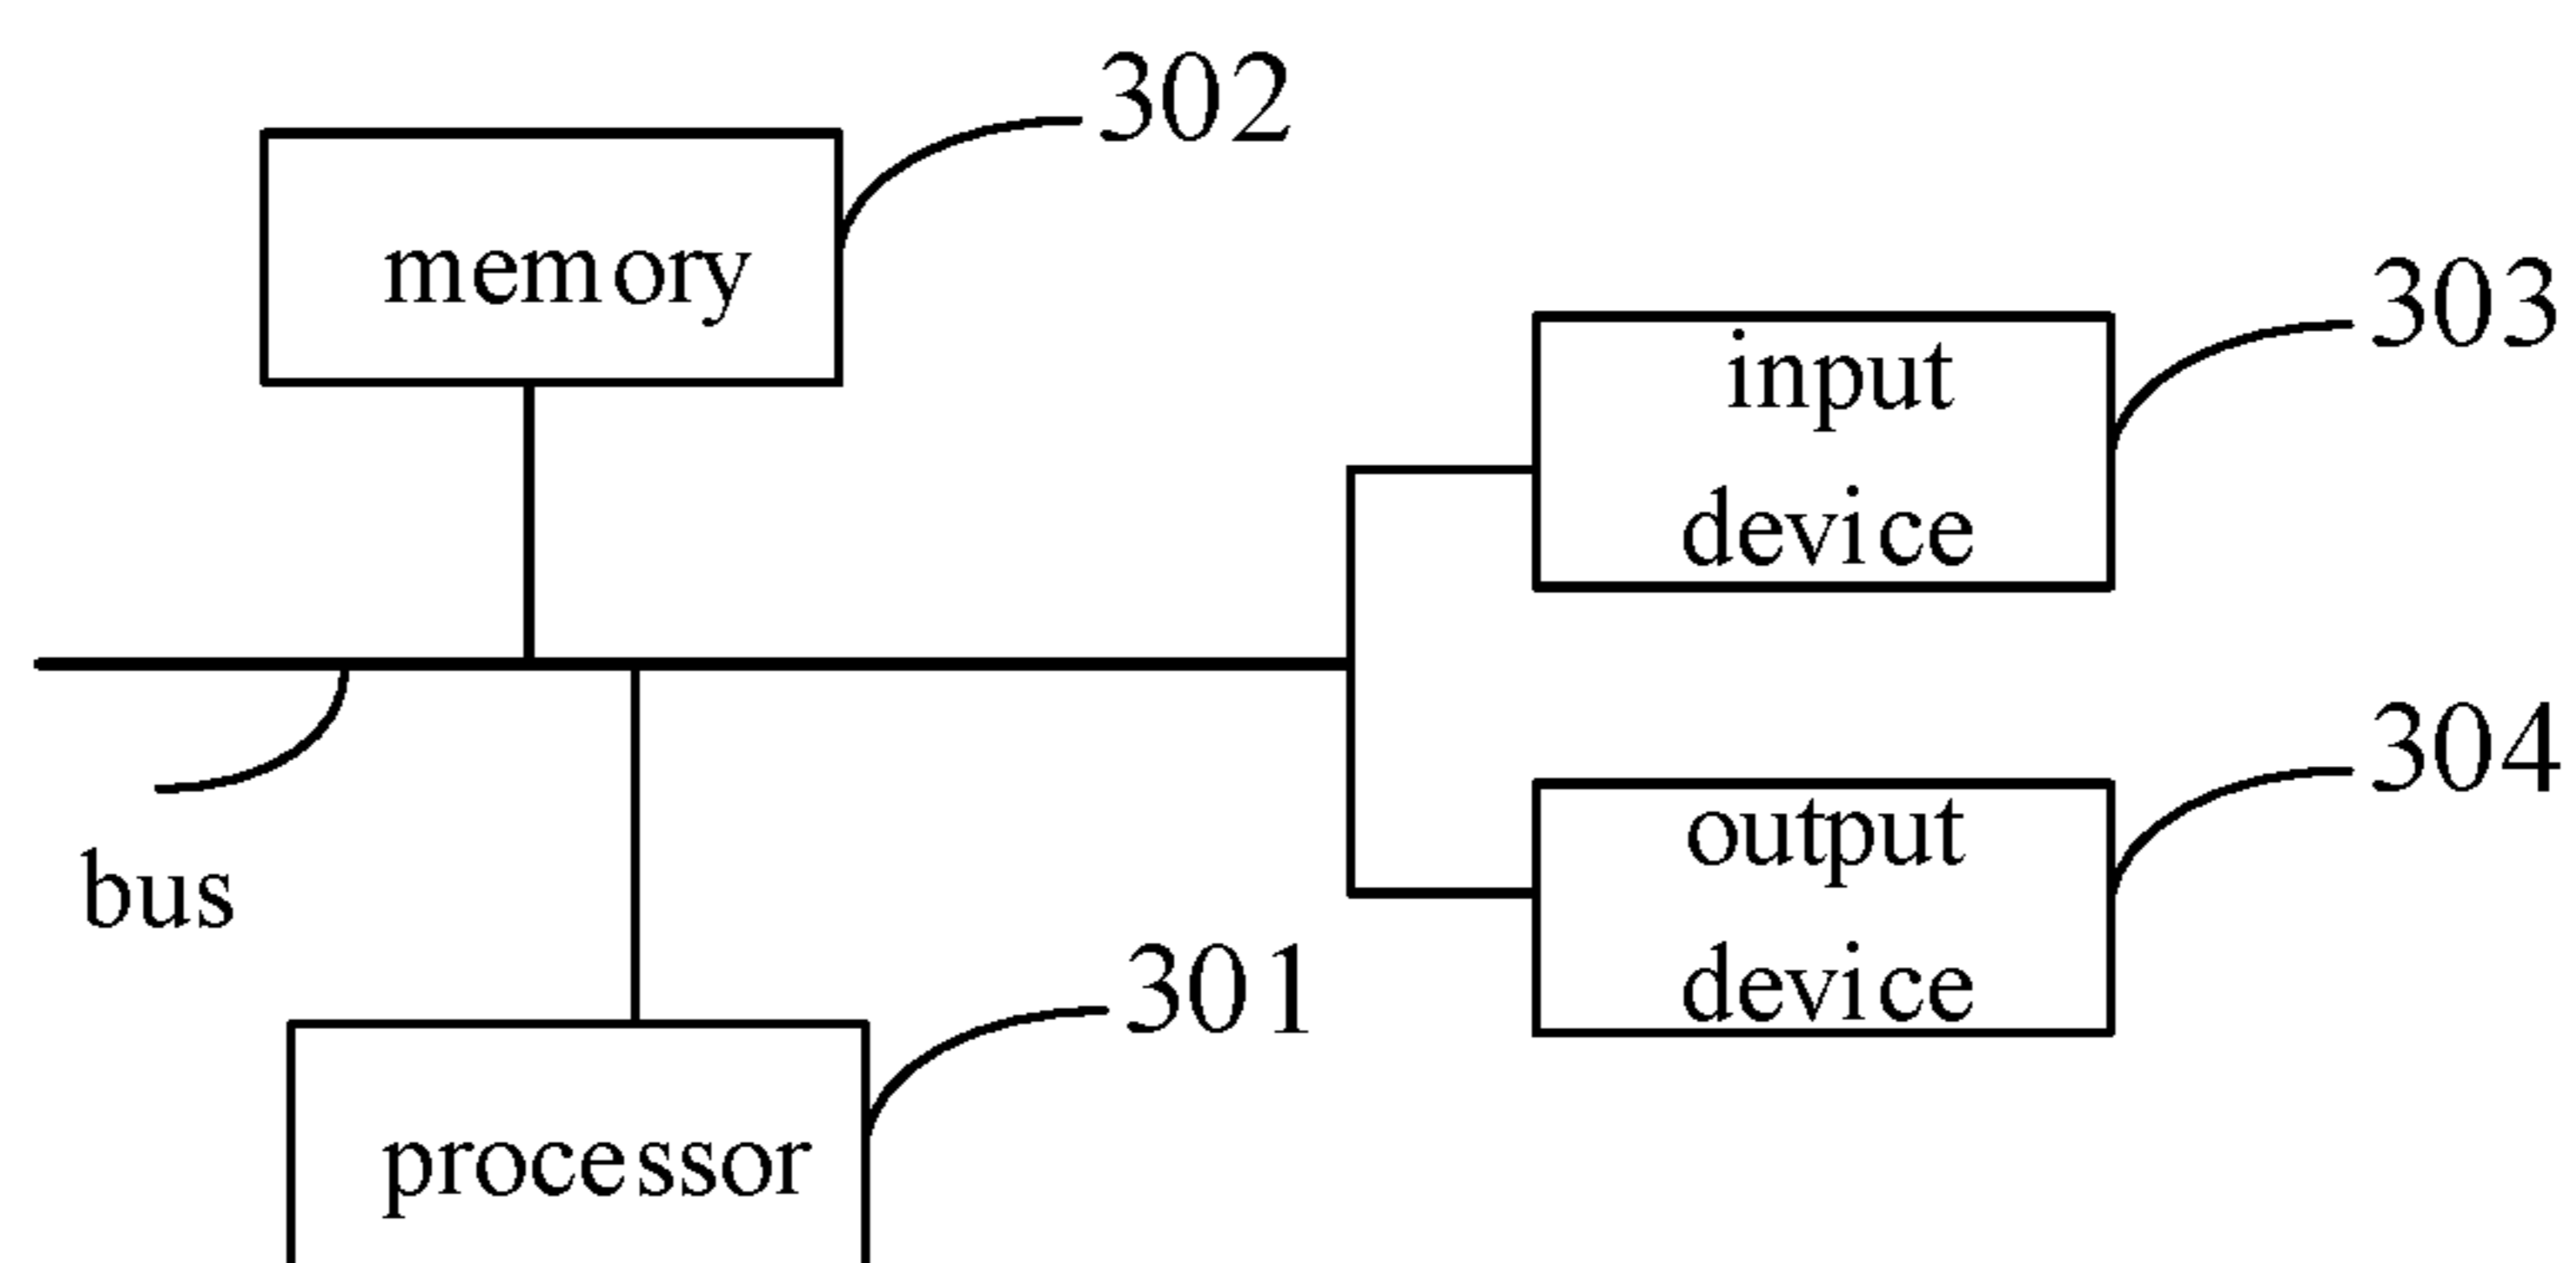 302
memory
303
input
device
bus
304
output
device
301
processor